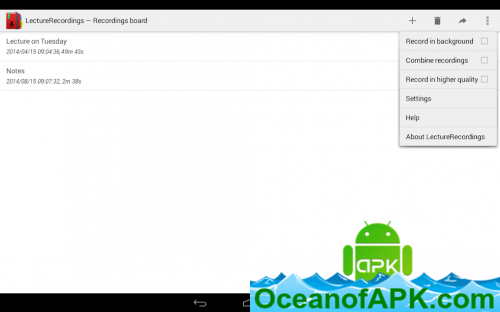 LectureRecordings — Recordings board
Lecture on Tuesday
2014/04/15 09:04:36, 49m 43s
Notes
2014/08/15 09:07:32, 2m 38s
Record in background
Combine recordings
Record in higher quality
Settings
Help
About LectureRecordings
APK
OceanofAPK.com